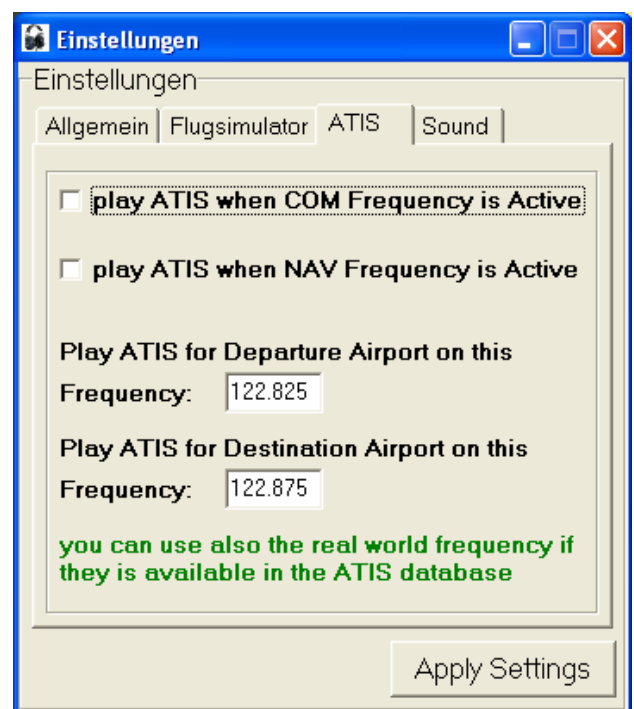 Einstellungen
Einstellungen
Allgemein Flugsimulator ATIS Sound
play ATIS when COM Frequency is Active
play ATIS when NAV Frequency is Active
Play ATIS for Departure Airport on this
Frequency: 122.825
Play ATIS for Destination Airport on this
Frequency: 122.875
you can use also the real world frequency if
they is available in the ATIS database
Apply Settings